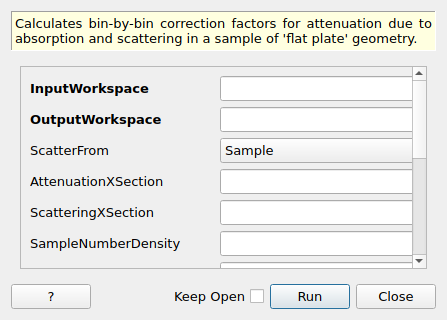 Calculates bin-by-bin correction factors for attenuation due to
absorption and scattering in a sample of 'flat plate' geometry.
InputWorkspace
OutputWorkspace
ScatterFrom Sample
AttenuationXSection
ScatteringXSection
SampleNumberDensity
? Keep Open Run Close